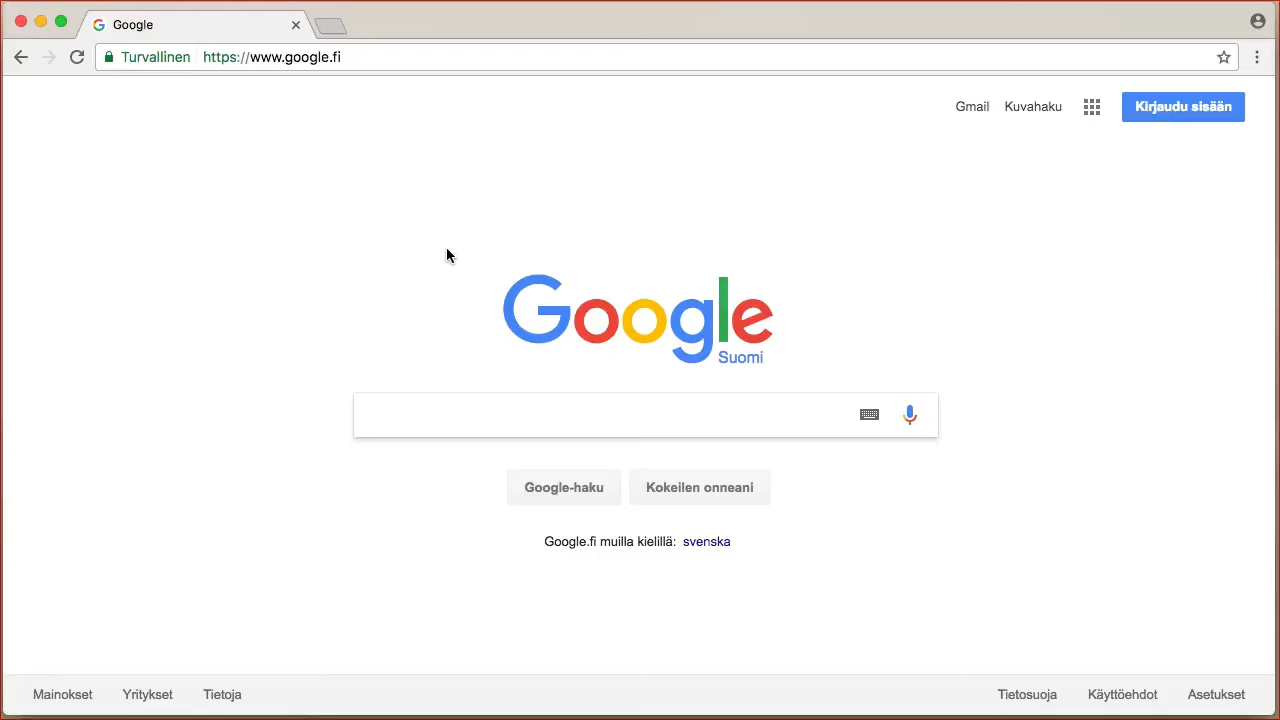 Google
Turvallinen https://www.google.fi
Gmail Kuvahaku Kirjaudu sisään
Google
Suomi
Google-haku Kokeilen onneani
Google.fi muilla kielillä: svenska
Mainokset Yritykset Tietoja Tietosuoja Käyttöehdot Asetukset